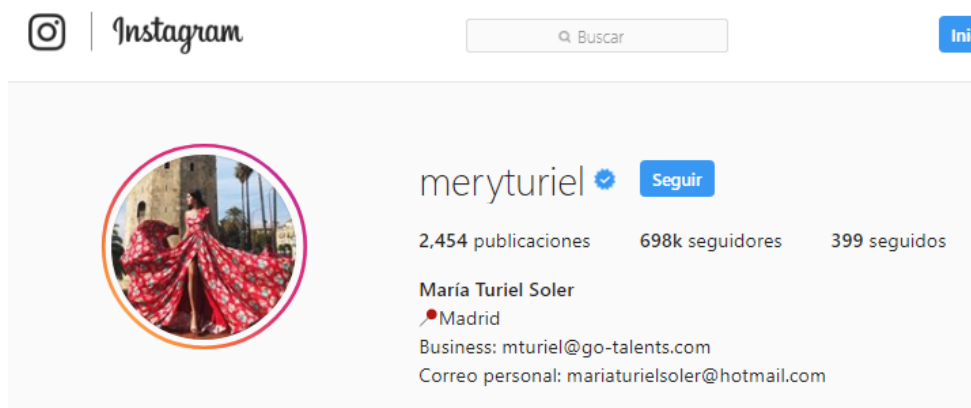 Instagram
Buscar
meryturiel Seguir
2,454 publicaciones 698k seguidores 399 seguidos
María Turiel Soler
Madrid
Business: mturiel@go-talents.com
Correo personal: mariaturielsoler@hotmail.com